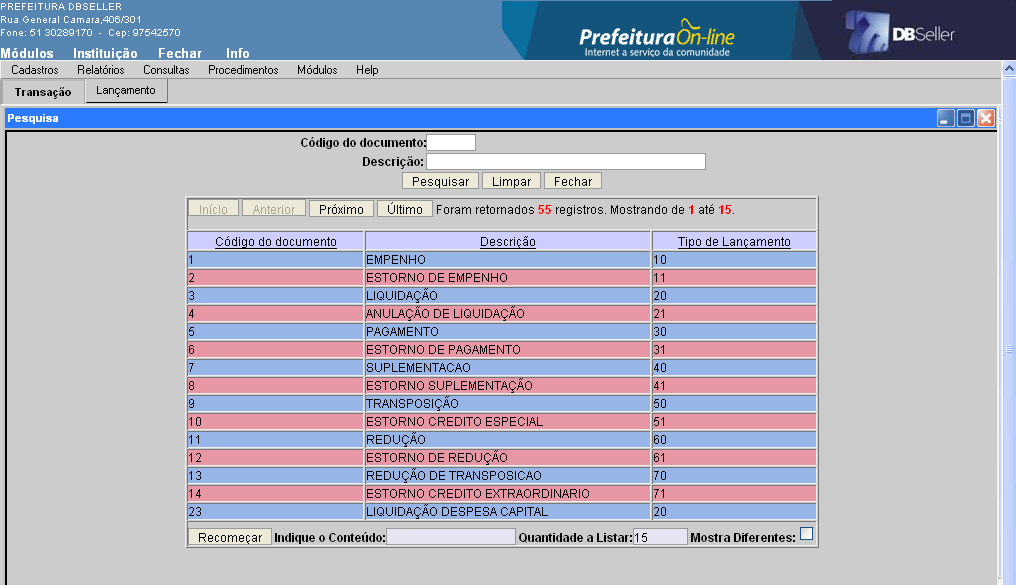 PREFEITURA DBSELLER
Rua General Camara,406/301
Fone: 51 30289170 - Cep: 97542570
Prefeitura On-line
Internet a serviço da comunidade
DBSeller
Módulos Instituição Fechar Info
Cadastros Relatórios Consultas Procedimentos Módulos Help
Transação Lançamento
Pesquisa
Código do documento:
Descrição:
Pesquisar Limpar Fechar
Início Anterior Próximo Último Foram retornados 55 registros. Mostrando de 1 até 15.
Código do documento Descrição Tipo de Lançamento
1 EMPENHO 10
2 ESTORNO DE EMPENHO 11
3 LIQUIDAÇÃO 20
4 ANULAÇÃO DE LIQUIDAÇÃO 21
5 PAGAMENTO 30
6 ESTORNO DE PAGAMENTO 31
7 SUPLEMENTACAO 40
8 ESTORNO SUPLEMENTAÇÃO 41
9 TRANSPOSIÇÃO 50
10 ESTORNO CREDITO ESPECIAL 51
11 REDUÇÃO 60
12 ESTORNO DE REDUÇÃO 61
13 REDUÇÃO DE TRANSPOSICAO 70
14 ESTORNO CREDITO EXTRAORDINARIO 71
23 LIQUIDAÇÃO DESPESA CAPITAL 20
Recomeçar Indique o Conteúdo: Quantidade a Listar: 15 Mostra Diferentes: